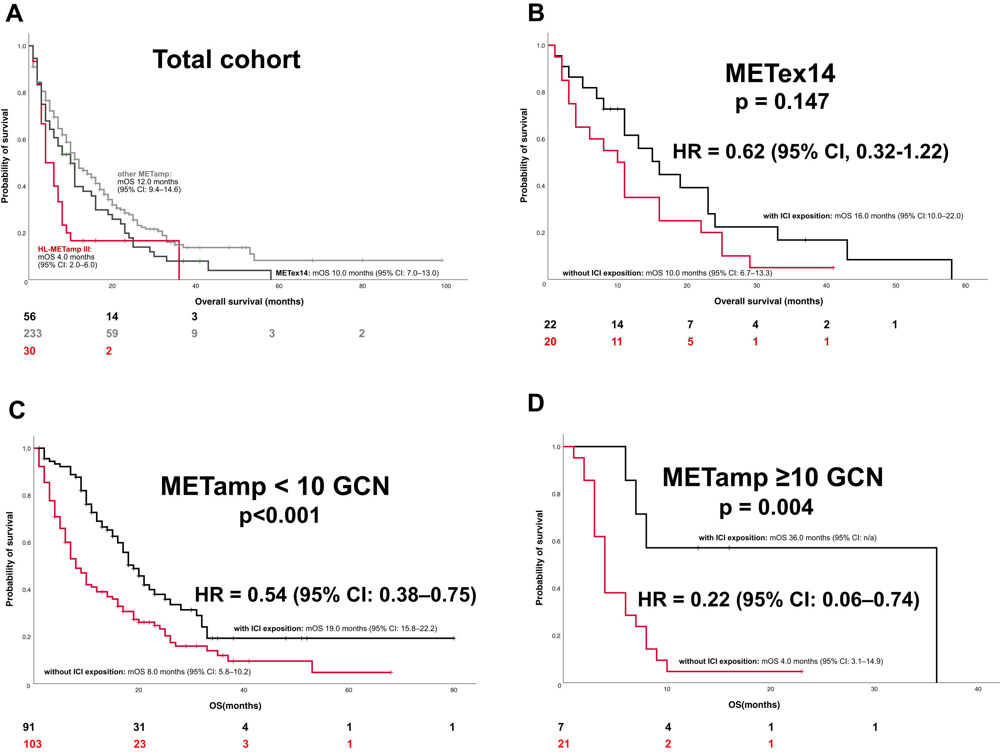 A
Total cohort
Probability of survival
1.0
0.8
0.6
0.4
0.2
0
other METamp:
mOS 12.0 months
(95% CI: 9.4–14.6)
HL-METamp III:
mOS 4.0 months
(95% CI: 2.0–6.0)
METex14: mOS 10.0 months (95% CI: 7.0–13.0)
20 40 60 80 100
Overall survival (months)
56 14 3
233 59 9 3 2
30 2
B
METex14
p = 0.147
HR = 0.62 (95% CI, 0.32-1.22)
Probability of survival
1.0
0.8
0.6
0.4
0.2
0
with ICI exposition: mOS 16.0 months (95% CI:10.0–22.0)
without ICI exposition: mOS 10.0 months (95% CI: 6.7–13.3)
10 20 30 40 50 60
Overall survival (months)
22 14 7 4 2 1
20 11 5 1 1
C
METamp < 10 GCN
p<0.001
HR = 0.54 (95% CI: 0.38–0.75)
Probability of survival
1.0
0.8
0.6
0.4
0.2
0
with ICI exposition: mOS 19.0 months (95% CI: 15.8–22.2)
without ICI exposition: mOS 8.0 months (95% CI: 5.8–10.2)
20 40 60 80
OS(months)
91 31 4 1 1
103 23 3 1
D
METamp ≥10 GCN
p = 0.004
Probability of survival
1.0
0.8
0.6
0.4
0.2
0
with ICI exposition: mOS 36.0 months (95% CI: n/a)
HR = 0.22 (95% CI: 0.06–0.74)
without ICI exposition: mOS 4.0 months (95% CI: 3.1–14.9)
10 20 30 40
OS(months)
7 4 1 1
21 2 1